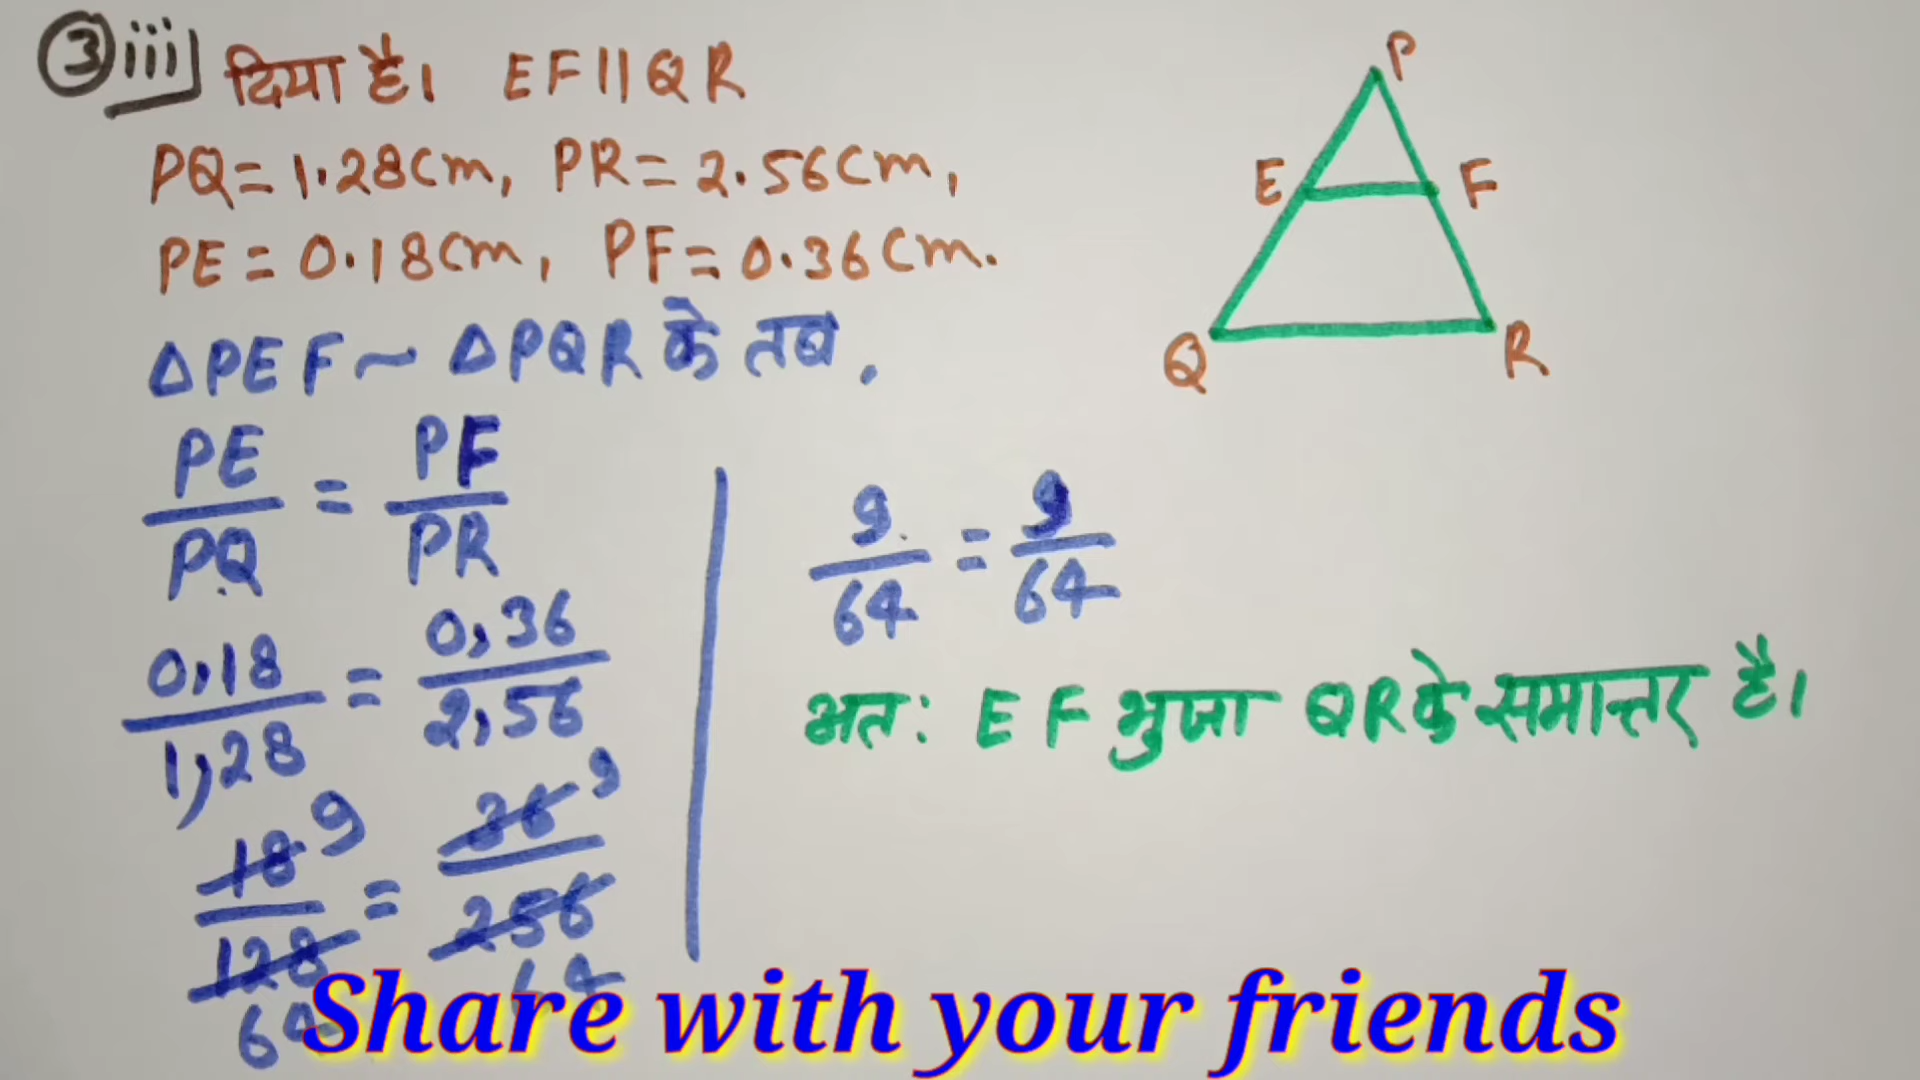 3 iii) दिया है। EF||QR
PQ = 1.28 Cm, PR = 2.56 Cm,
PE = 0.18 Cm, PF = 0.36 Cm.
△PEF ~ △PQR के तब,
PE/PQ = PF/PR
0,18/1,28 = 0,36/2,56
18 9/128 64 = 36 9/256 64
P
E F
Q R
9/64 = 9/64
अतः EF भुजा QR के समान्तर है।
Share with your friends